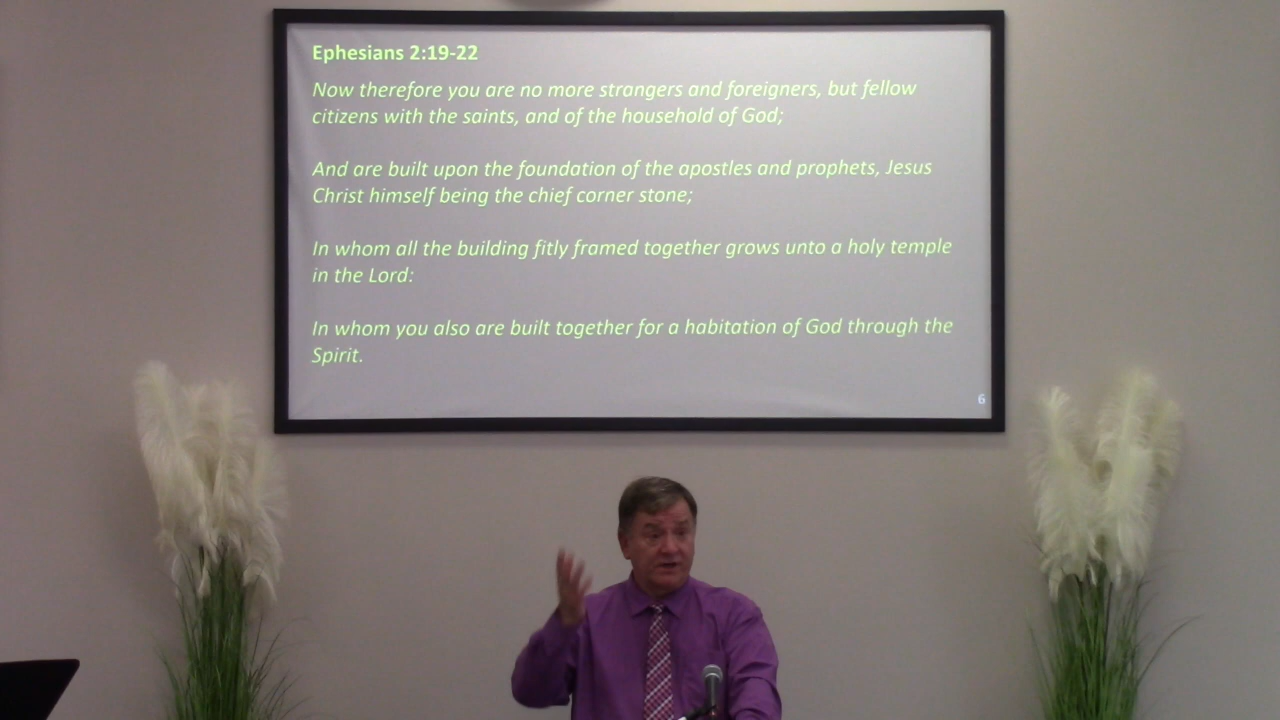 Ephesians 2:19-22
Now therefore you are no more strangers and foreigners, but fellow
citizens with the saints, and of the household of God;
And are built upon the foundation of the apostles and prophets, Jesus
Christ himself being the chief corner stone;
In whom all the building fitly framed together grows unto a holy temple
in the Lord:
In whom you also are built together for a habitation of God through the
Spirit.
6